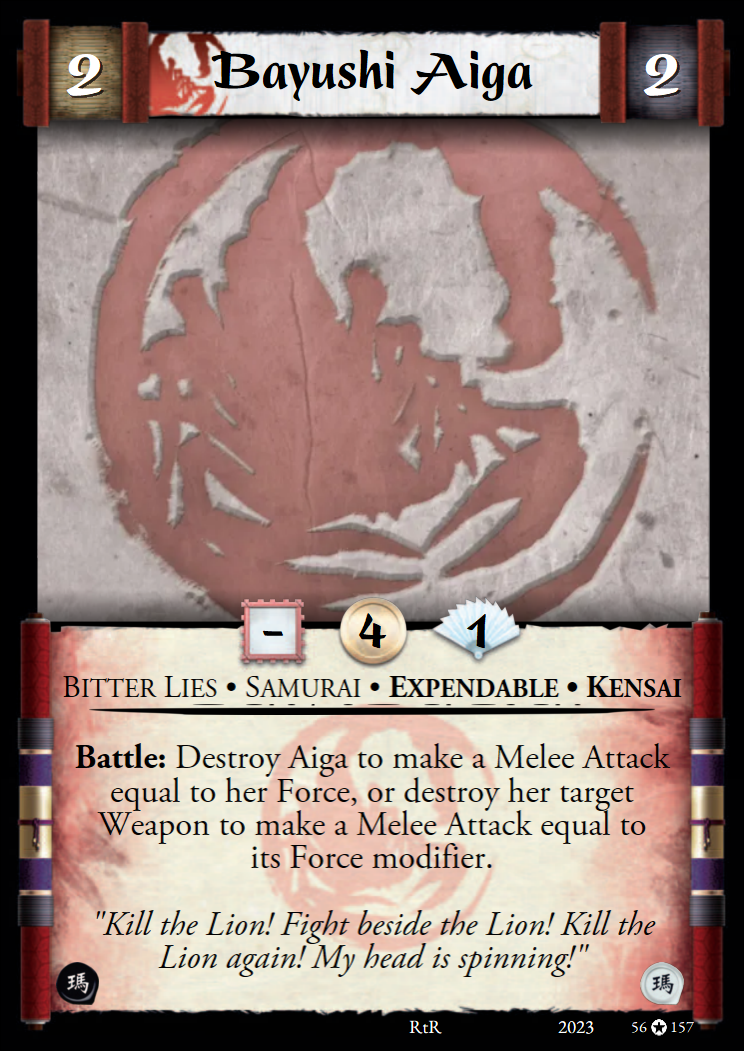 2 Bayushi Aiga 2
- 4 1
Bitter Lies • Samurai • Expendable • Kensai
Battle: Destroy Aiga to make a Melee Attack
equal to her Force, or destroy her target
Weapon to make a Melee Attack equal to
its Force modifier.
"Kill the Lion! Fight beside the Lion! Kill the
Lion again! My head is spinning!"
瑪 瑪
RtR 2023 56 157